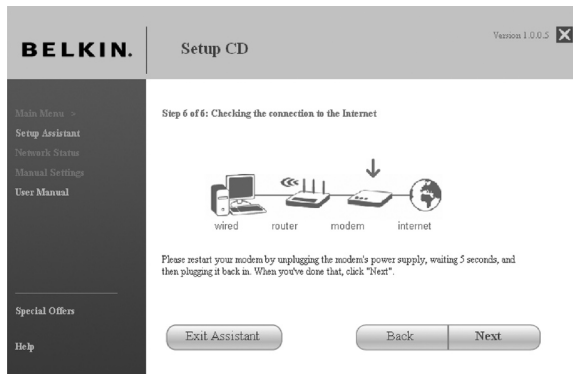 BELKIN.
Setup CD
Version 1.0.0.5
Main Menu »
Setup Assistant
Network Status
Manual Settings
User Manual
Special Offers
Help
Step 6 of 6: Checking the connection to the Internet
wired router modem internet
Please restart your modem by unplugging the modem's power supply, waiting 5 seconds, and
then plugging it back in. When you've done that, click "Next".
Exit Assistant
Back
Next